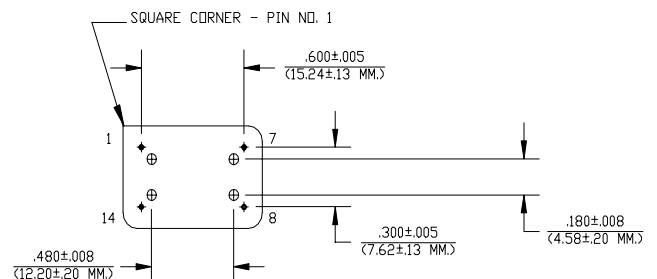 SQUARE CORNER - PIN NO. 1
.600±.005
(15.24±.13 MM.)
1
7
14
8
.300±.005
(7.62±.13 MM.)
.180±.008
(4.58±.20 MM.)
.480±.008
(12.20±.20 MM.)